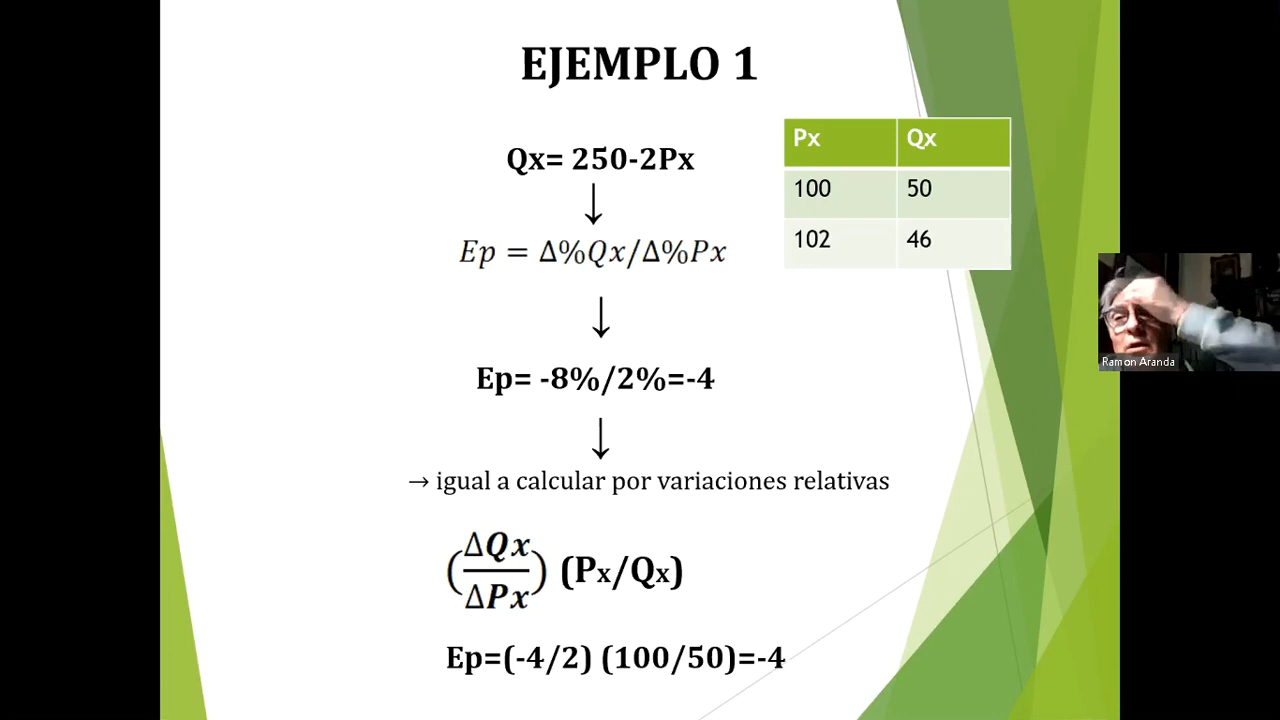 EJEMPLO 1
Qx= 250-2Px
↓
Ep = Δ%Qx/Δ%Px
↓
Ep= -8%/2%=-4
↓
→ igual a calcular por variaciones relativas
(ΔQx/ΔPx) (Px/Qx)
Ep=(-4/2) (100/50)=-4
Px Qx
100 50
102 46
Ramon Aranda